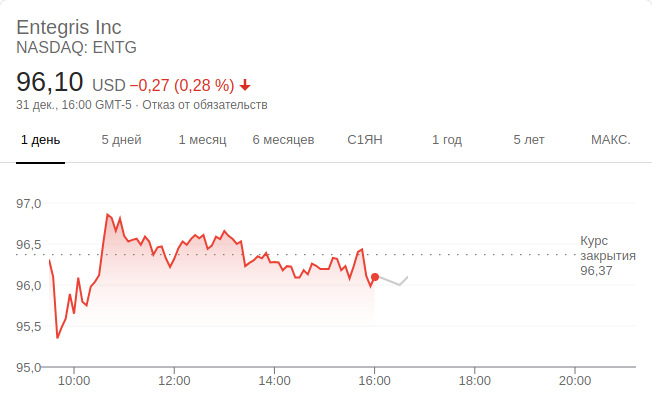 Entegris Inc
NASDAQ: ENTG
96,10 USD −0,27 (0,28 %)
31 дек., 16:00 GMT-5 · Отказ от обязательств
1 день 5 дней 1 месяц 6 месяцев С1ЯН 1 год 5 лет МАКС.
97,0
96,5
Курс
закрытия
96,37
96,0
95,5
95,0
10:00 12:00 14:00 16:00 18:00 20:00